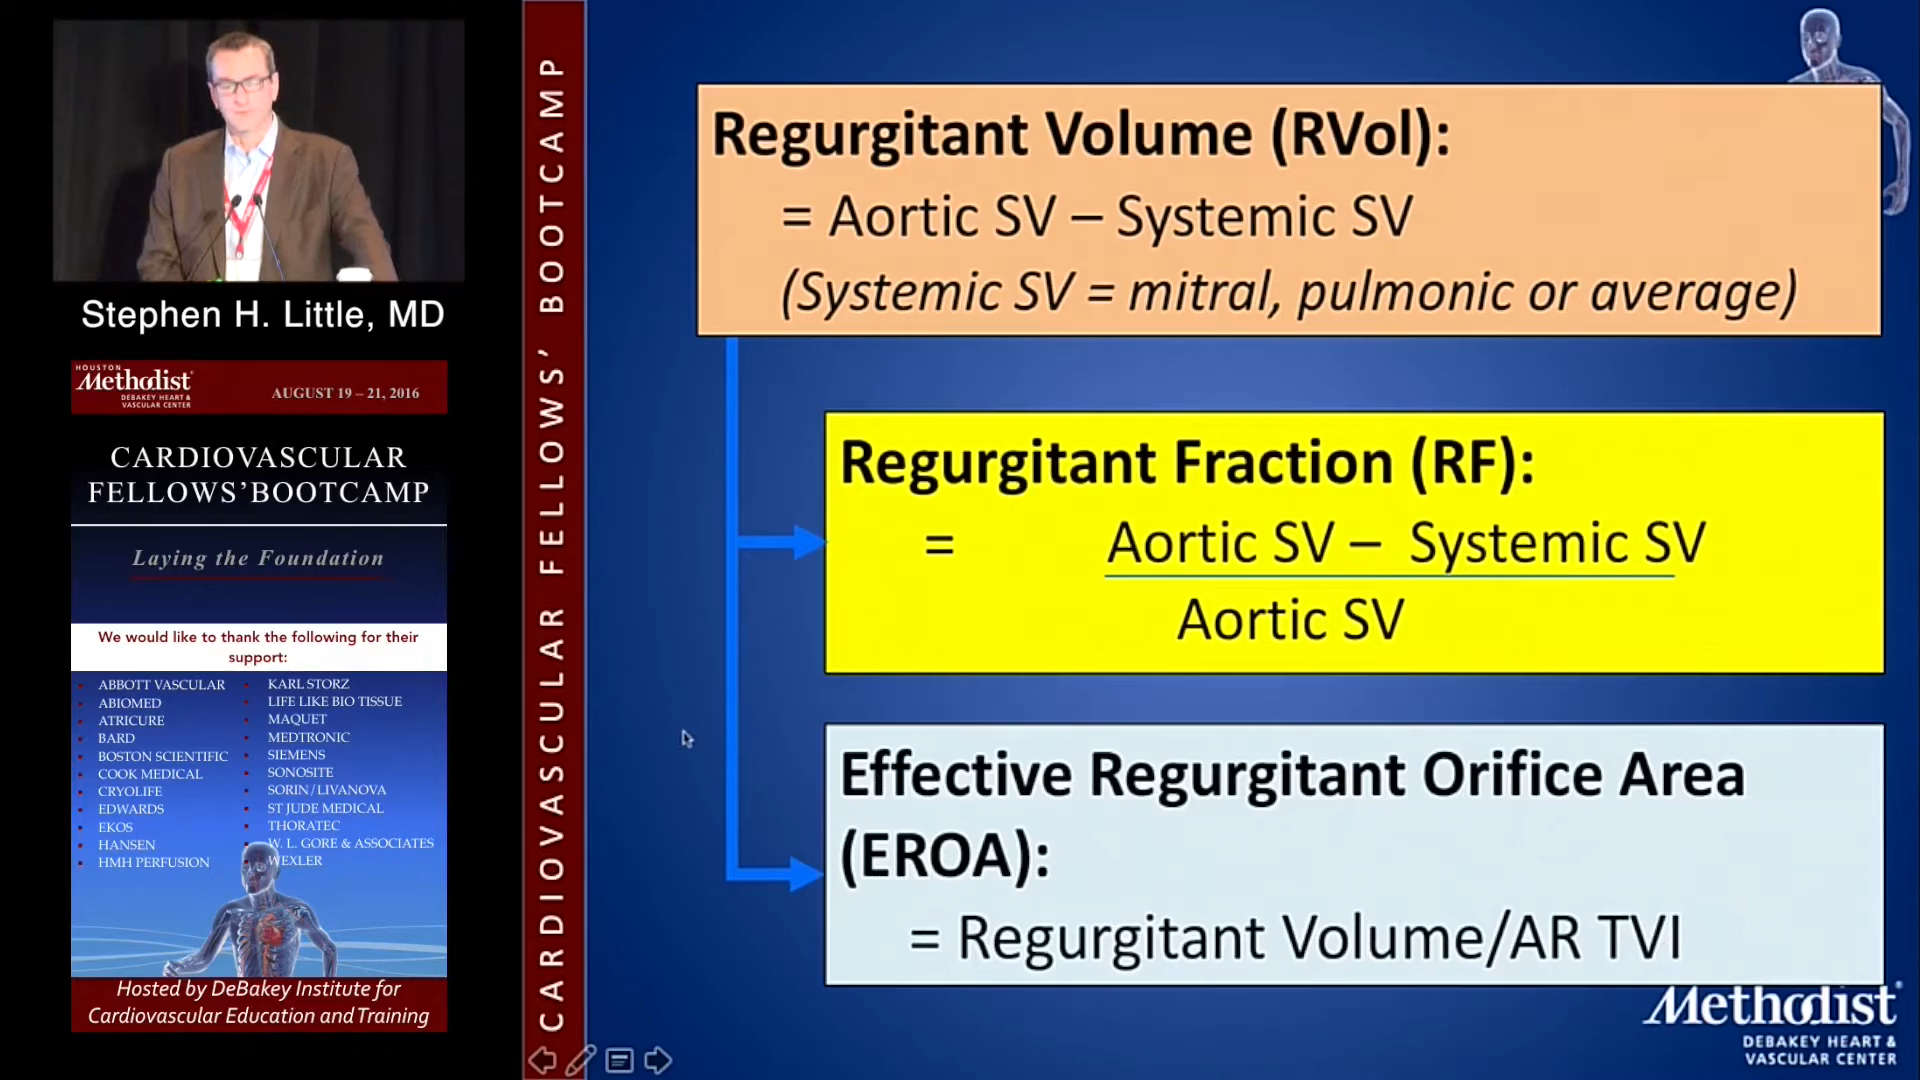 Stephen H. Little, MD
HOUSTON
Methodist
DEBAKEY HEART &
VASCULAR CENTER
AUGUST 19 – 21, 2016
CARDIOVASCULAR
FELLOWS'BOOTCAMP
Laying the Foundation
We would like to thank the following for their
support:
ABBOTT VASCULAR
ABIOMED
ATRICURE
BARD
BOSTON SCIENTIFIC
COOK MEDICAL
CRYOLIFE
EDWARDS
EKOS
HANSEN
HMH PERFUSION
KARL STORZ
LIFE LIKE BIO TISSUE
MAQUET
MEDTRONIC
SIEMENS
SONOSITE
SORIN/LIVANOVA
ST JUDE MEDICAL
THORATEC
W. L. GORE & ASSOCIATES
WEXLER
Hosted by DeBakey Institute for
Cardiovascular Education and Training
CARDIOVASCULAR FELLOWS' BOOTCAMP
Regurgitant Volume (RVol):
= Aortic SV – Systemic SV
(Systemic SV = mitral, pulmonic or average)
Regurgitant Fraction (RF):
= Aortic SV – Systemic SV
Aortic SV
Effective Regurgitant Orifice Area
(EROA):
= Regurgitant Volume/AR TVI
Methodist
DEBAKEY HEART &
VASCULAR CENTER